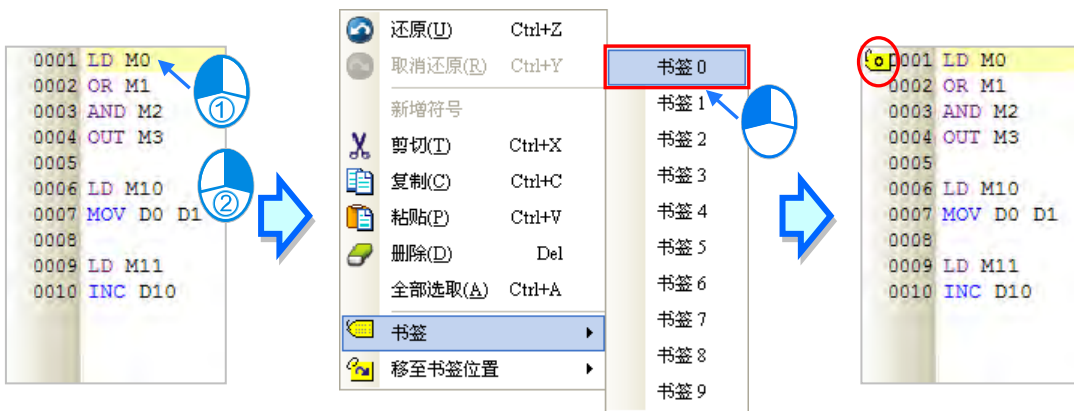 0001 LD M0
0002 OR M1
0003 AND M2
0004 OUT M3
0005
0006 LD M10
0007 MOV D0 D1
0008
0009 LD M11
0010 INC D10
①
②
还原(U) Ctrl+Z
取消还原(R) Ctrl+Y
新增符号
剪切(T) Ctrl+X
复制(C) Ctrl+C
粘贴(P) Ctrl+V
删除(D) Del
全部选取(A) Ctrl+A
书签
移至书签位置
书签 0
书签 1
书签 2
书签 3
书签 4
书签 5
书签 6
书签 7
书签 8
书签 9
0001 LD M0
0002 OR M1
0003 AND M2
0004 OUT M3
0005
0006 LD M10
0007 MOV D0 D1
0008
0009 LD M11
0010 INC D10